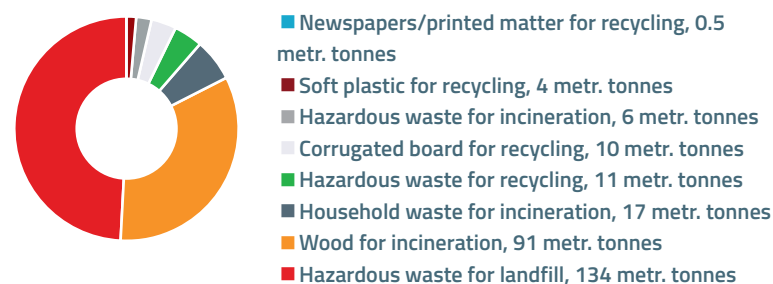 Newspapers/printed matter for recycling, 0.5
metr. tonnes
Soft plastic for recycling, 4 metr. tonnes
Hazardous waste for incineration, 6 metr. tonnes
Corrugated board for recycling, 10 metr. tonnes
Hazardous waste for recycling, 11 metr. tonnes
Household waste for incineration, 17 metr. tonnes
Wood for incineration, 91 metr. tonnes
Hazardous waste for landfill, 134 metr. tonnes